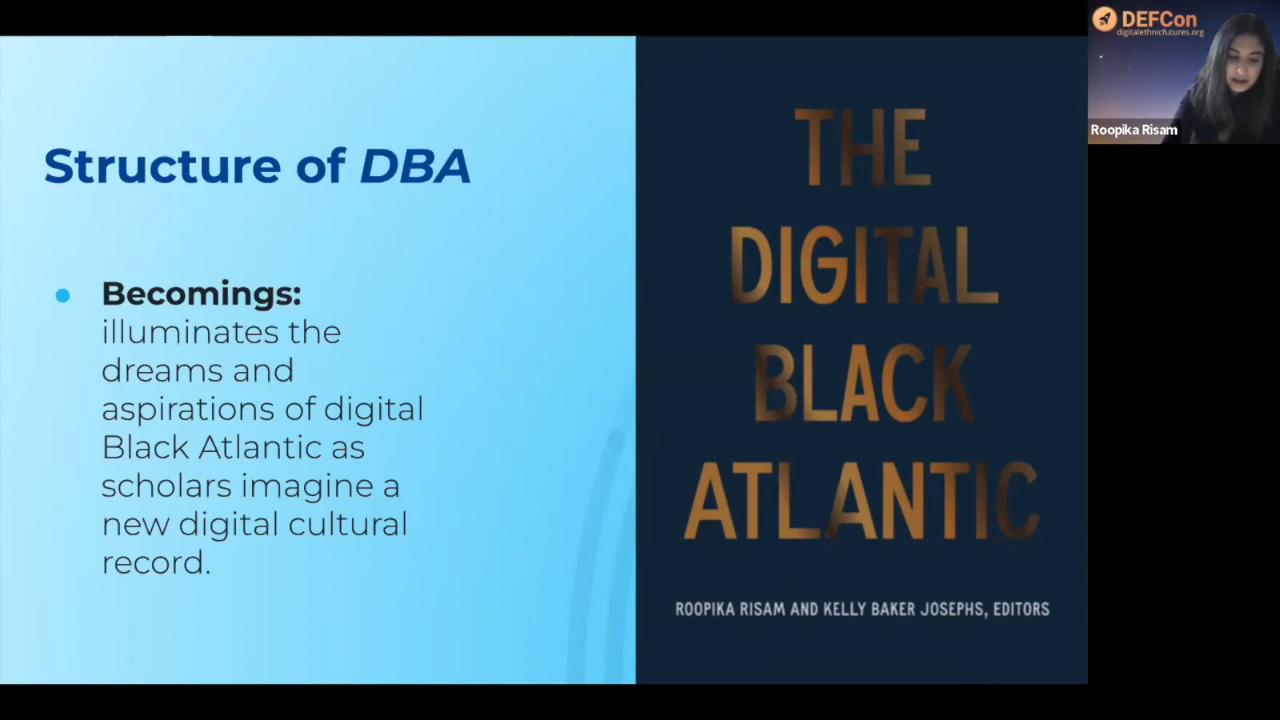 Structure of DBA
Becomings:
illuminates the
dreams and
aspirations of digital
Black Atlantic as
scholars imagine a
new digital cultural
record.
THE
DIGITAL
BLACK
ATLANTIC
ROOPIKA RISAM AND KELLY BAKER JOSEPHS, EDITORS
DEFCon
digitalethnicfutures.org
Roopika Risam